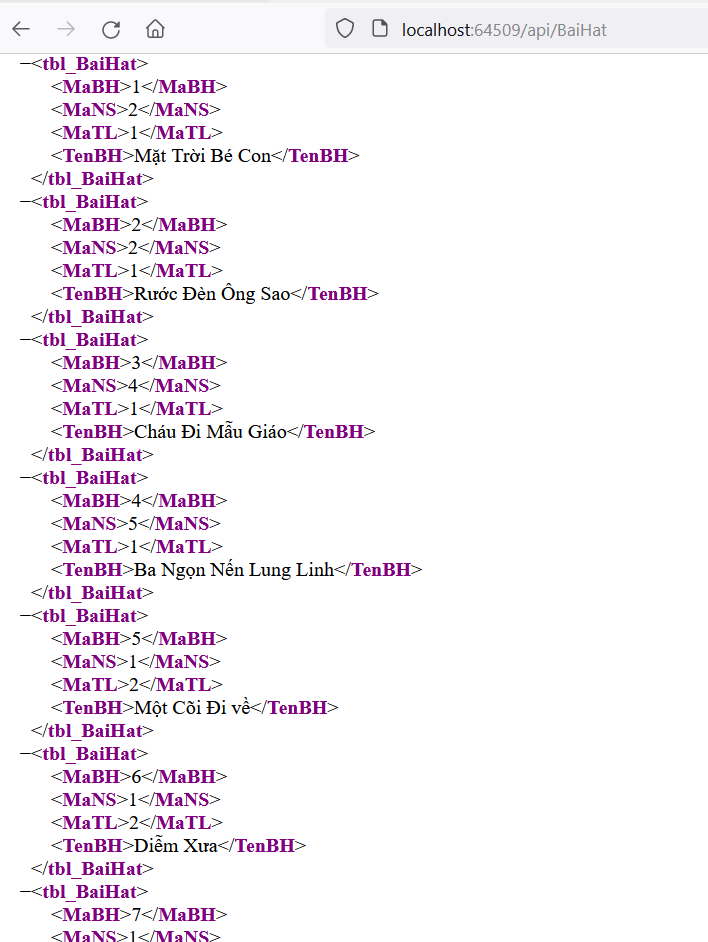 localhost:64509/api/BaiHat
−<tbl_BaiHat>
<MaBH>1</MaBH>
<MaNS>2</MaNS>
<MaTL>1</MaTL>
<TenBH>Mặt Trời Bé Con</TenBH>
</tbl_BaiHat>
−<tbl_BaiHat>
<MaBH>2</MaBH>
<MaNS>2</MaNS>
<MaTL>1</MaTL>
<TenBH>Rước Đèn Ông Sao</TenBH>
</tbl_BaiHat>
−<tbl_BaiHat>
<MaBH>3</MaBH>
<MaNS>4</MaNS>
<MaTL>1</MaTL>
<TenBH>Cháu Đi Mẫu Giáo</TenBH>
</tbl_BaiHat>
−<tbl_BaiHat>
<MaBH>4</MaBH>
<MaNS>5</MaNS>
<MaTL>1</MaTL>
<TenBH>Ba Ngọn Nến Lung Linh</TenBH>
</tbl_BaiHat>
−<tbl_BaiHat>
<MaBH>5</MaBH>
<MaNS>1</MaNS>
<MaTL>2</MaTL>
<TenBH>Một Cõi Đi về</TenBH>
</tbl_BaiHat>
−<tbl_BaiHat>
<MaBH>6</MaBH>
<MaNS>1</MaNS>
<MaTL>2</MaTL>
<TenBH>Diễm Xưa</TenBH>
</tbl_BaiHat>
−<tbl_BaiHat>
<MaBH>7</MaBH>
<MaNS>1</MaNS>